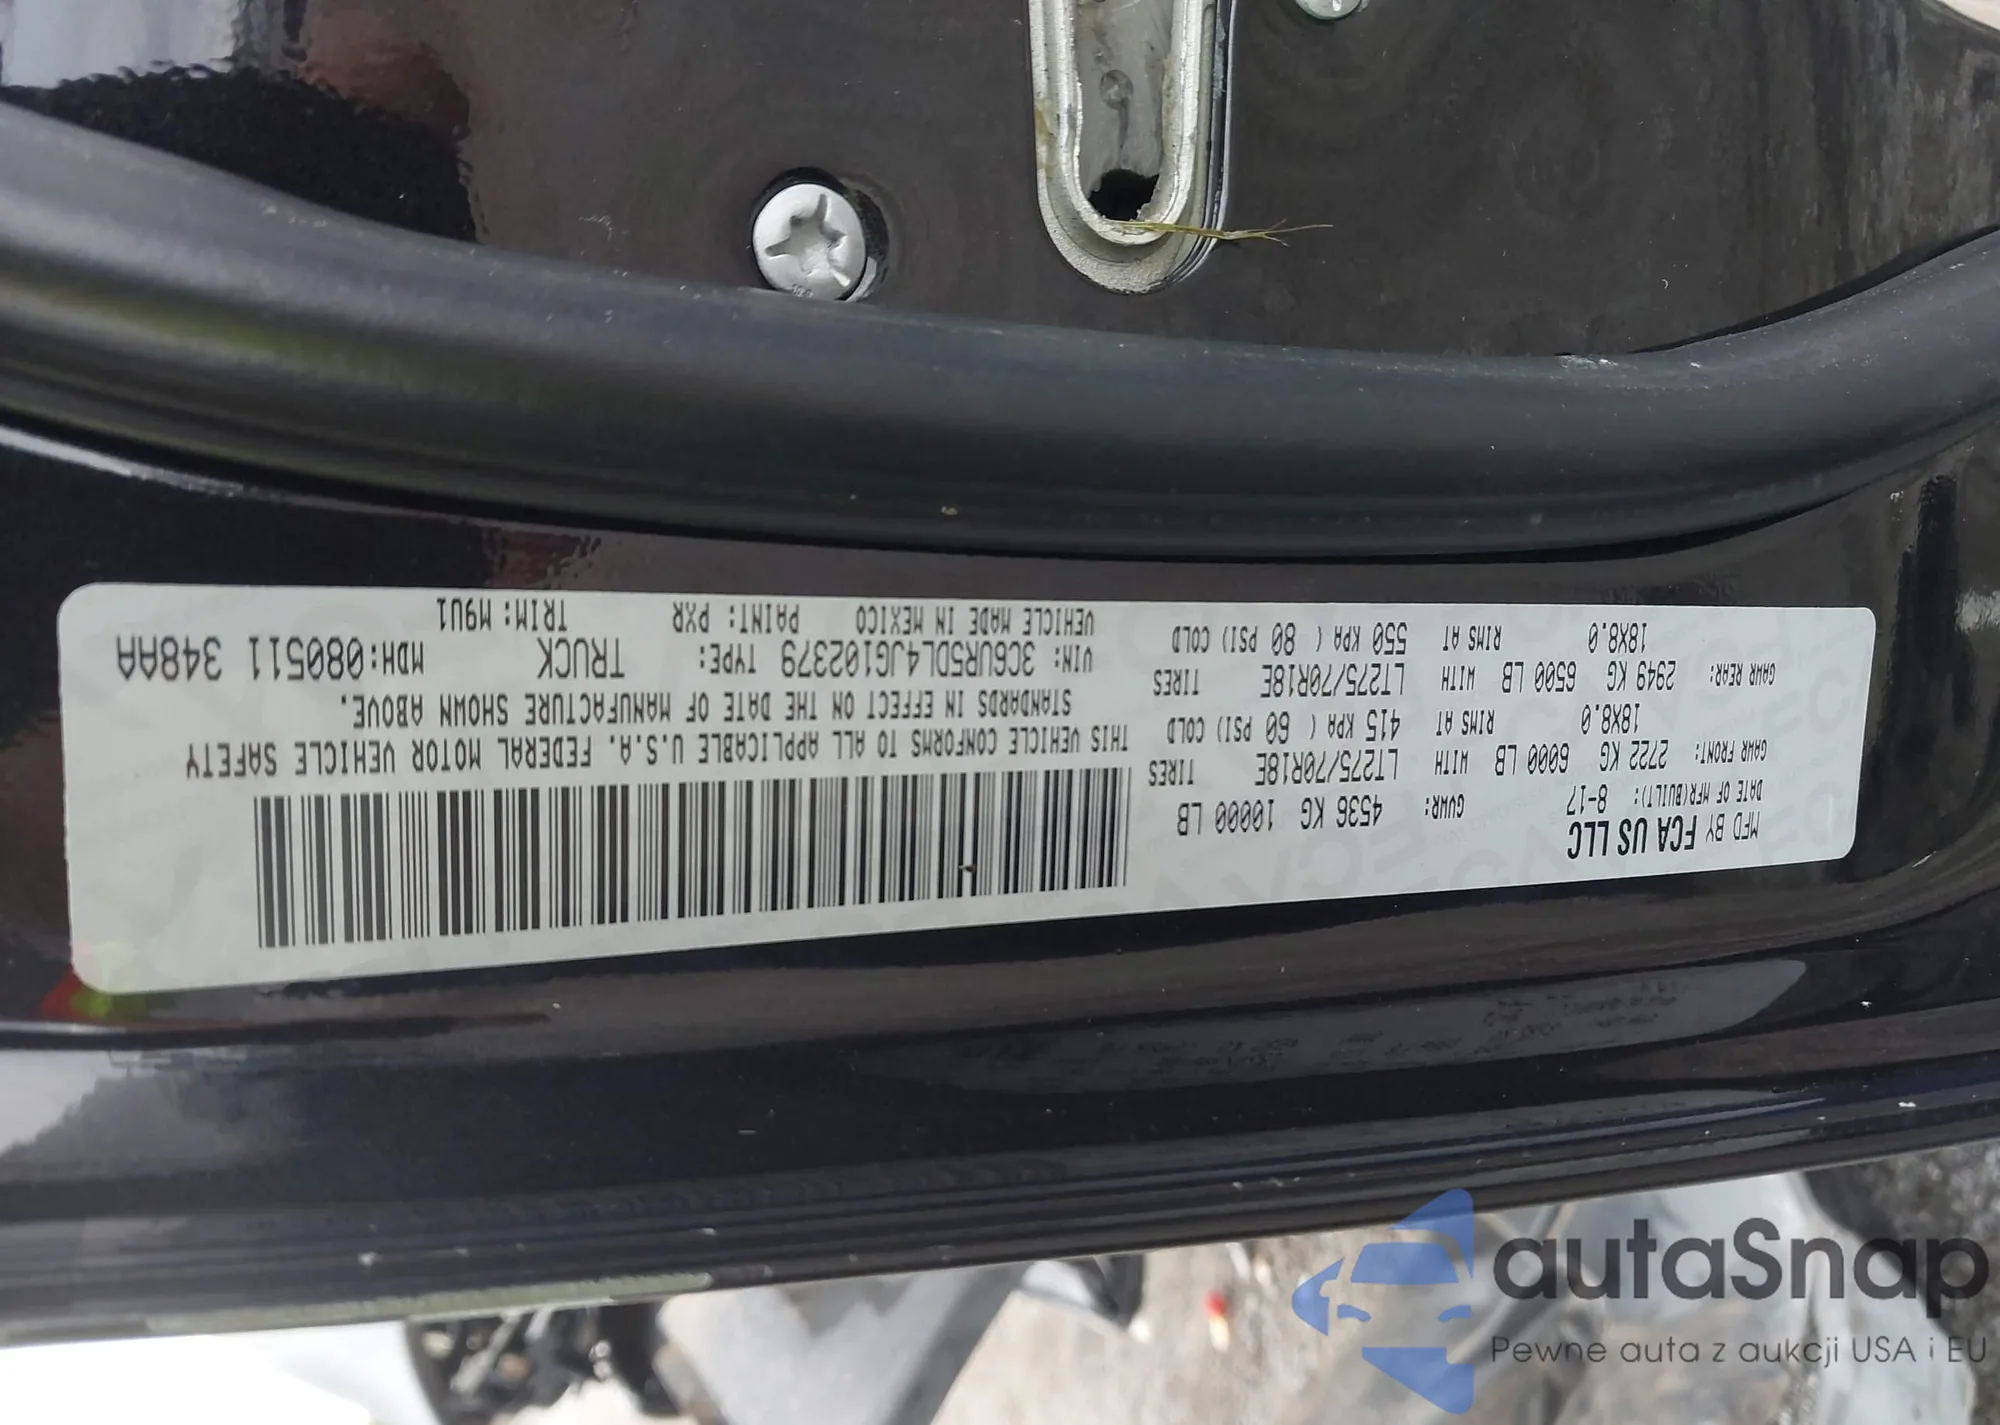 MFD BY FCA US LLC
DATE OF MFR(BUILT): 8-17 GVWR: 4536 KG 10000 LB
GAWR FRONT: 2722 KG 6000 LB WITH LT275/70R18E TIRES
18X8.0 RIMS AT 415 KPA ( 60 PSI) COLD
GAWR REAR: 2949 KG 6500 LB WITH LT275/70R18E TIRES
18X8.0 RIMS AT 550 KPA ( 80 PSI) COLD
THIS VEHICLE CONFORMS TO ALL APPLICABLE U.S.A. FEDERAL MOTOR VEHICLE SAFETY
STANDARDS IN EFFECT ON THE DATE OF MANUFACTURE SHOWN ABOVE.
VIN: 3C6UR5DL4JG102379 TYPE: TRUCK MDH:080511 348AA
VEHICLE MADE IN MEXICO PAINT: PXR TRIM: M9U1
autaSnap
Pewne auta z aukcji USA i EU